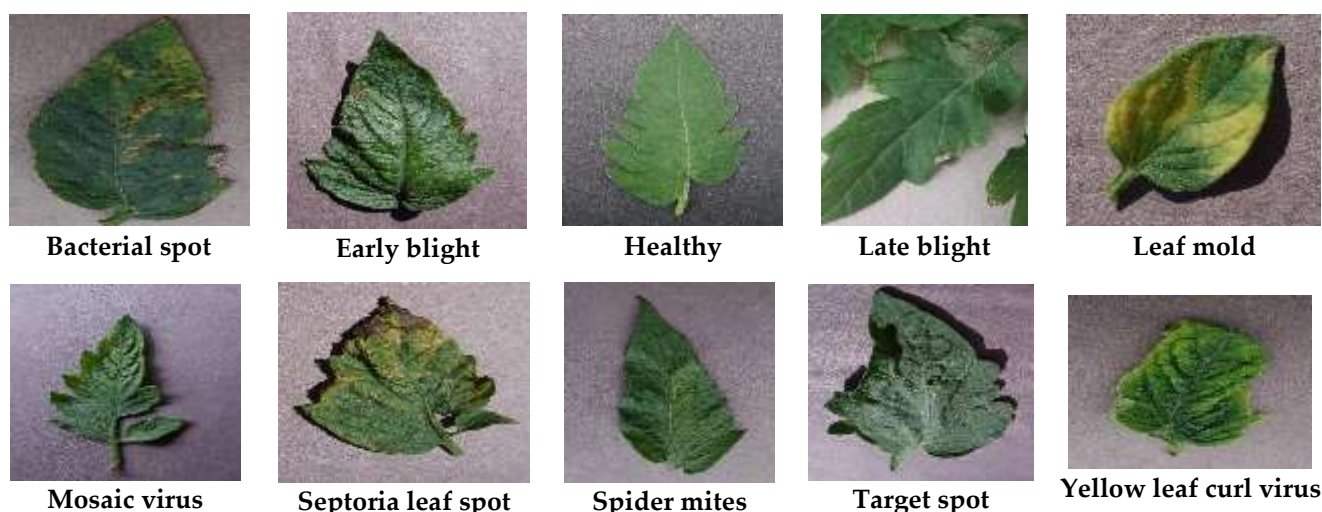 Bacterial spot
Early blight
Healthy
Late blight
Leaf mold
Mosaic virus
Septoria leaf spot
Spider mites
Target spot
Yellow leaf curl virus